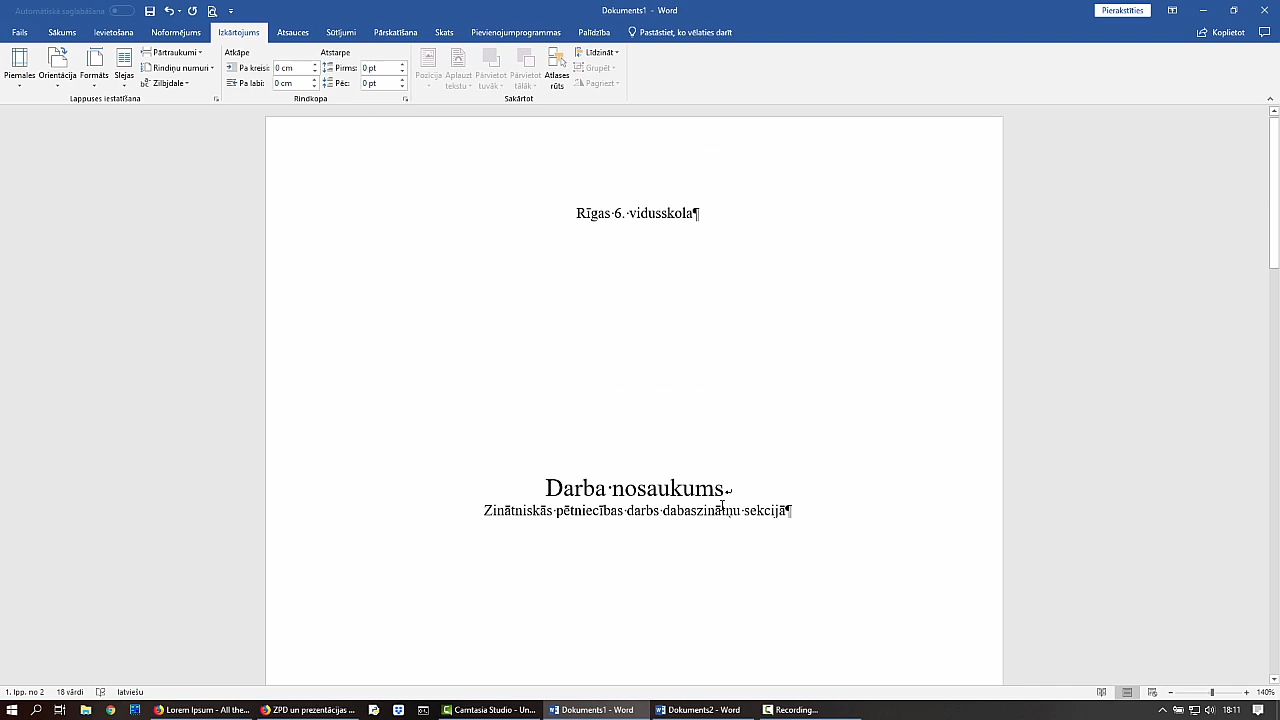 Automātiskā saglabāšana
Dokuments1 - Word
Pierakstīties
Fails Sākums Ievietošana Noformējums Izkārtojums Atsauces Sūtījumi Pārskatīšana Skats Pievienojumprogrammas Palīdzība Pastāstiet, ko vēlaties darīt Koplietot
Piemales Orientācija Formāts Slejas
Pārtraukumi
Rindiņu numuri
Zilbjdale
Lappuses iestatīšana
Atkāpe Atstarpe
Pa kreisi: 0 cm Pirms: 0 pt
Pa labi: 0 cm Pēc: 0 pt
Rindkopa
Pozīcija Aplauzt tekstu Pārvietot tuvāk Pārvietot tālāk Atlases rūts
Līdzināt
Grupēt
Pagriezt
Sakārtot
Rīgas·6.·vidusskola¶
Darba·nosaukums↵
Zinātniskās·pētniecības·darbs·dabaszinātņu·sekcijā¶
1. lpp. no 2 18 vārdi latviešu 140%
Lorem Ipsum - All the... ZPD un prezentācijas ... Camtasia Studio - Un... Dokuments1 - Word Dokuments2 - Word Recording... 18:11